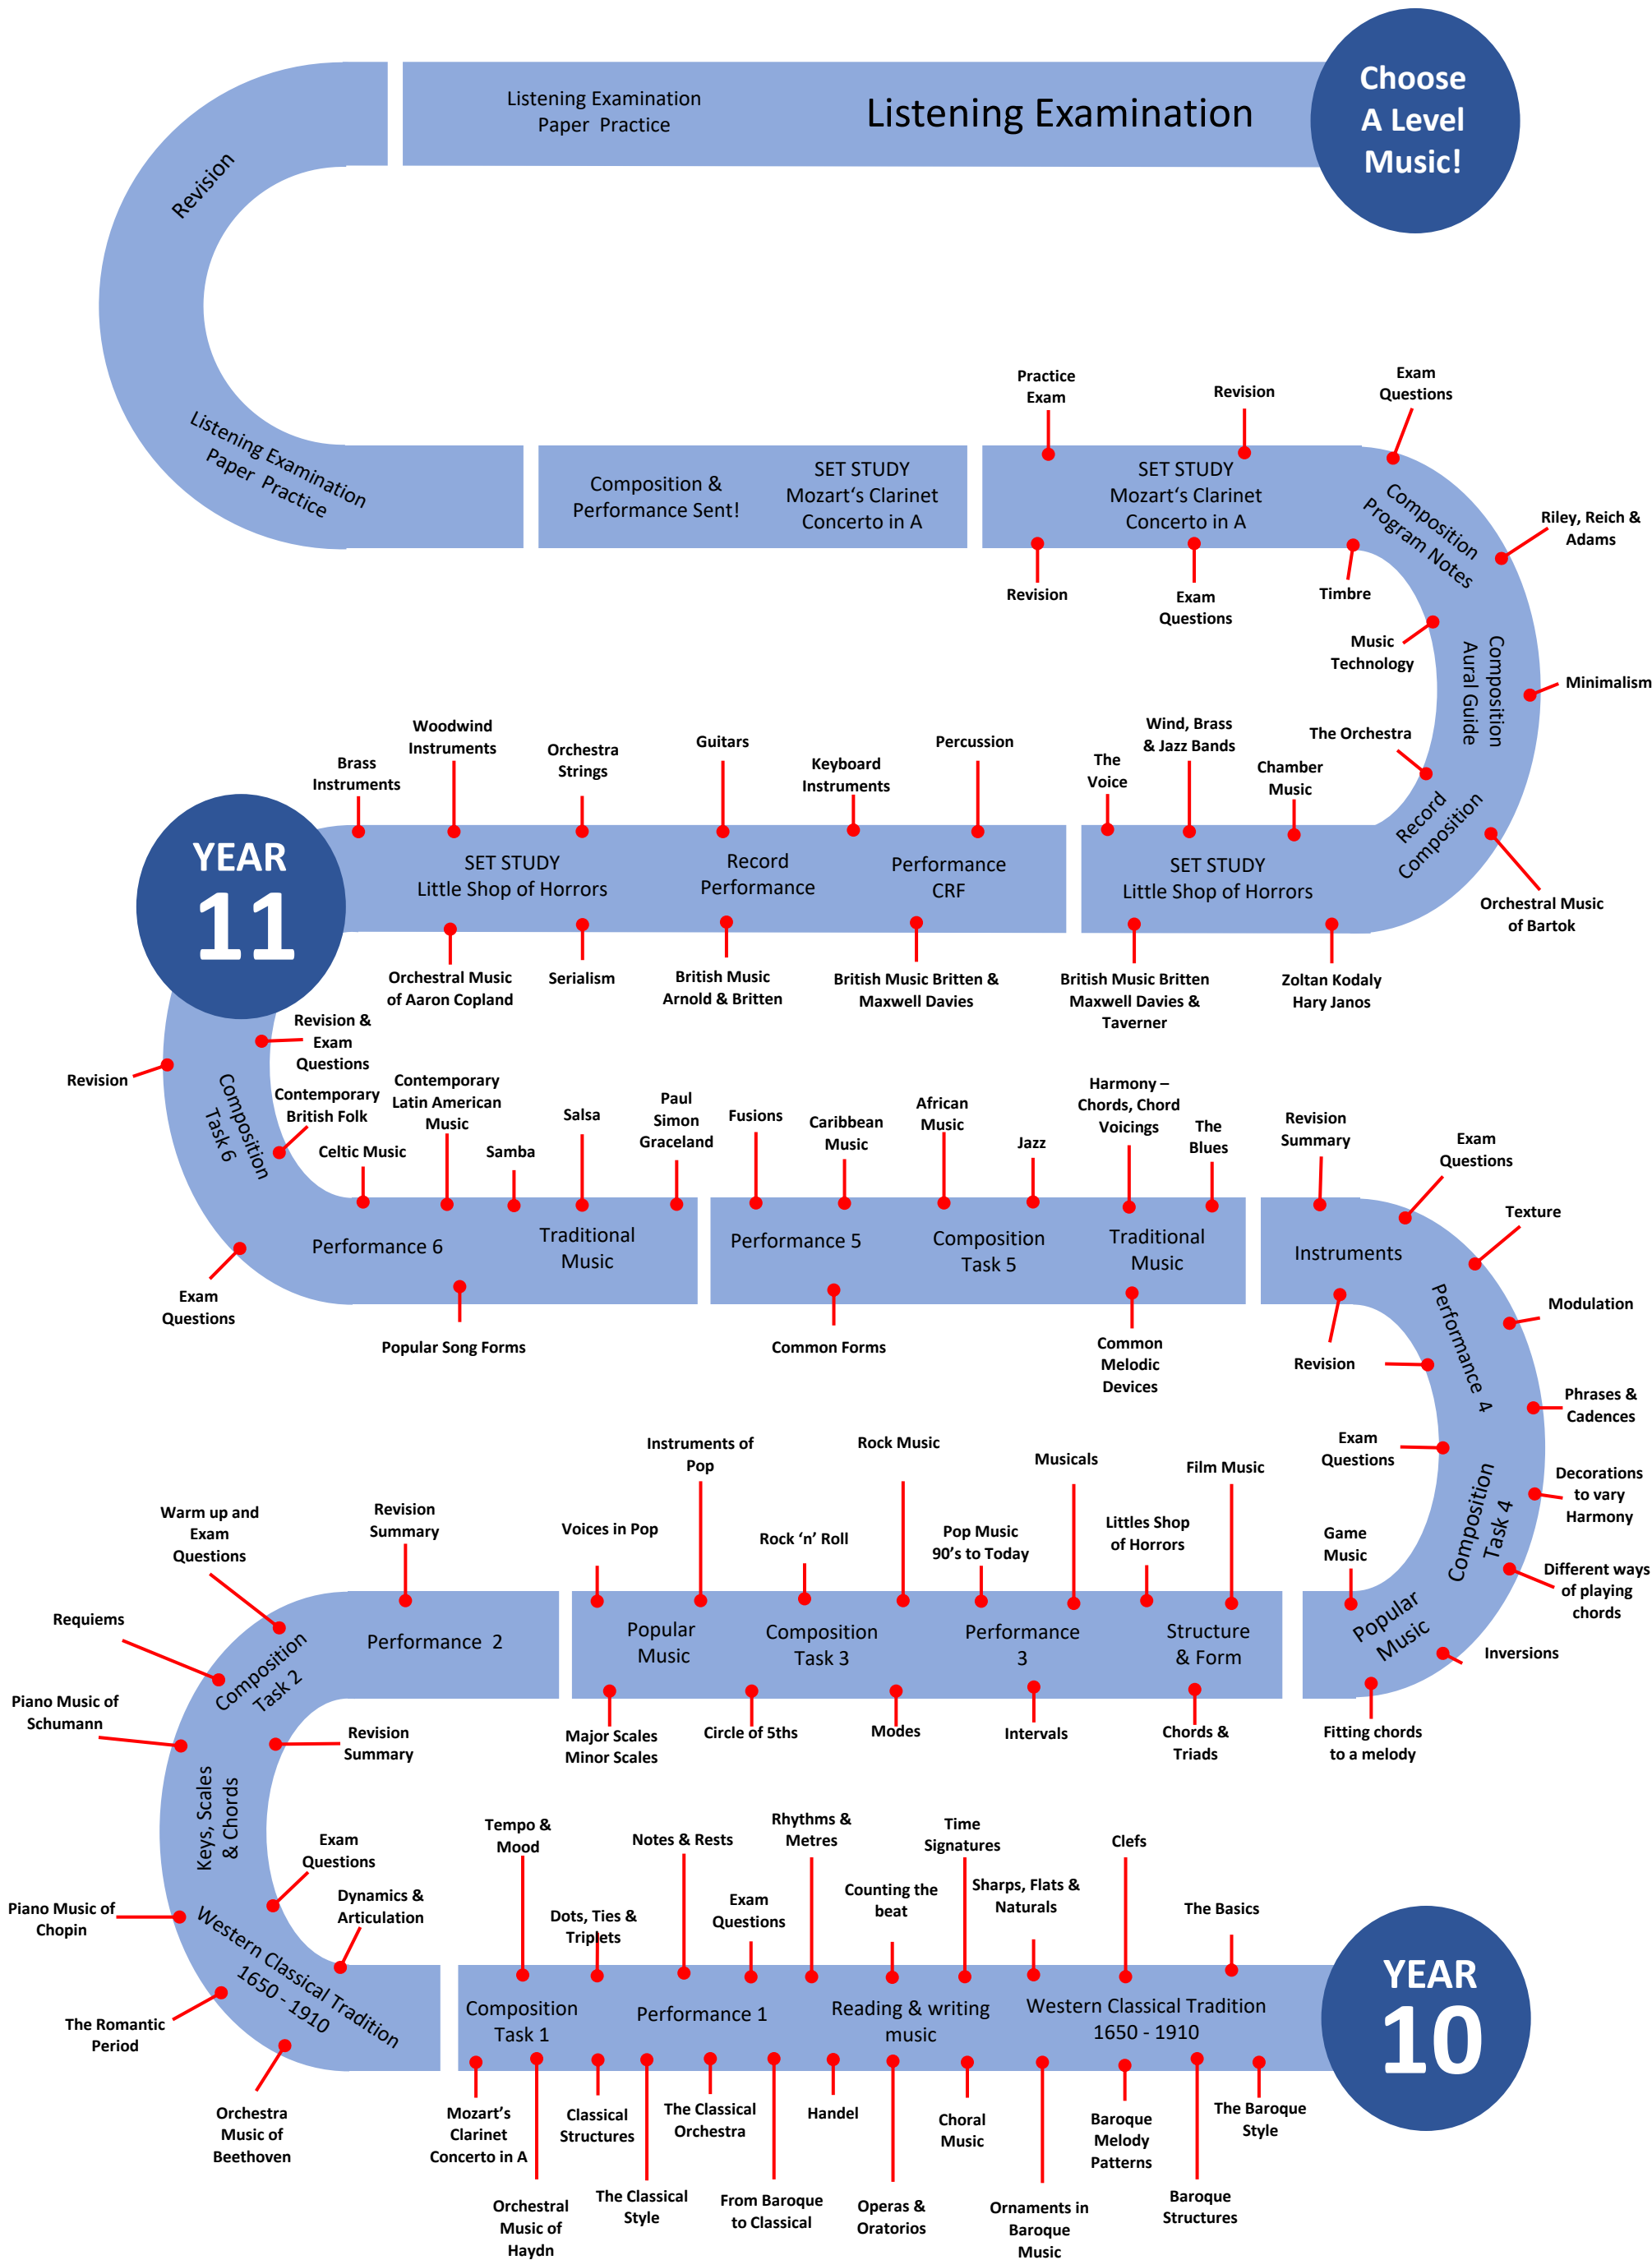 Choose
A Level
Music!
Listening Examination
Paper  Practice
Listening Examination
Revision
Listening Examination
Paper  Practice
Composition &
Performance Sent!
SET STUDY
Mozart‘s Clarinet
Concerto in A
Practice
Exam
Revision
Exam
Questions
SET STUDY
Mozart‘s Clarinet
Concerto in A
Revision
Exam
Questions
Timbre
Composition
Program Notes
Riley, Reich &
Adams
Music
Technology
Composition
Aural Guide
Minimalism
The Orchestra
Record
Composition
Orchestral Music
of Bartok
Brass
Instruments
Woodwind
Instruments
Orchestra
Strings
Guitars
Keyboard
Instruments
Percussion
The
Voice
Wind, Brass
& Jazz Bands
Chamber
Music
YEAR
11
SET STUDY
Little Shop of Horrors
Record
Performance
Performance
CRF
SET STUDY
Little Shop of Horrors
Orchestral Music
of Aaron Copland
Serialism
British Music
Arnold & Britten
British Music Britten &
Maxwell Davies
British Music Britten
Maxwell Davies &
Taverner
Zoltan Kodaly
Hary Janos
Revision &
Exam
Questions
Revision
Composition
Task 6
Contemporary
British Folk
Exam
Questions
Celtic Music
Contemporary
Latin American
Music
Samba
Salsa
Paul
Simon
Graceland
Fusions
Caribbean
Music
African
Music
Jazz
Harmony –
Chords, Chord
Voicings
The
Blues
Revision
Summary
Exam
Questions
Texture
Performance 6
Traditional
Music
Performance 5
Composition
Task 5
Traditional
Music
Instruments
Popular Song Forms
Common Forms
Common
Melodic
Devices
Revision
Performance  4
Modulation
Phrases &
Cadences
Exam
Questions
Composition
Task 4
Decorations
to vary
Harmony
Different ways
of playing
chords
Game
Music
Popular
Music
Inversions
Fitting chords
to a melody
Voices in Pop
Instruments of
Pop
Rock ‘n’ Roll
Rock Music
Pop Music
90’s to Today
Musicals
Littles Shop
of Horrors
Film Music
Popular
Music
Composition
Task 3
Performance
3
Structure
& Form
Major Scales
Minor Scales
Circle of 5ths
Modes
Intervals
Chords &
Triads
Revision
Summary
Performance  2
Warm up and
Exam
Questions
Requiems
Composition
Task 2
Piano Music of
Schumann
Revision
Summary
Keys, Scales
& Chords
Exam
Questions
Piano Music of
Chopin
Dynamics &
Articulation
Western Classical Tradition
1650 - 1910
The Romantic
Period
Orchestra
Music of
Beethoven
Tempo &
Mood
Dots, Ties &
Triplets
Notes & Rests
Exam
Questions
Rhythms &
Metres
Counting the
beat
Time
Signatures
Sharps, Flats &
Naturals
Clefs
The Basics
Composition
Task 1
Performance 1
Reading & writing
music
Western Classical Tradition
1650 - 1910
YEAR
10
Mozart’s
Clarinet
Concerto in A
Orchestral
Music of
Haydn
Classical
Structures
The Classical
Style
The Classical
Orchestra
From Baroque
to Classical
Handel
Operas &
Oratorios
Choral
Music
Ornaments in
Baroque
Music
Baroque
Melody
Patterns
Baroque
Structures
The Baroque
Style